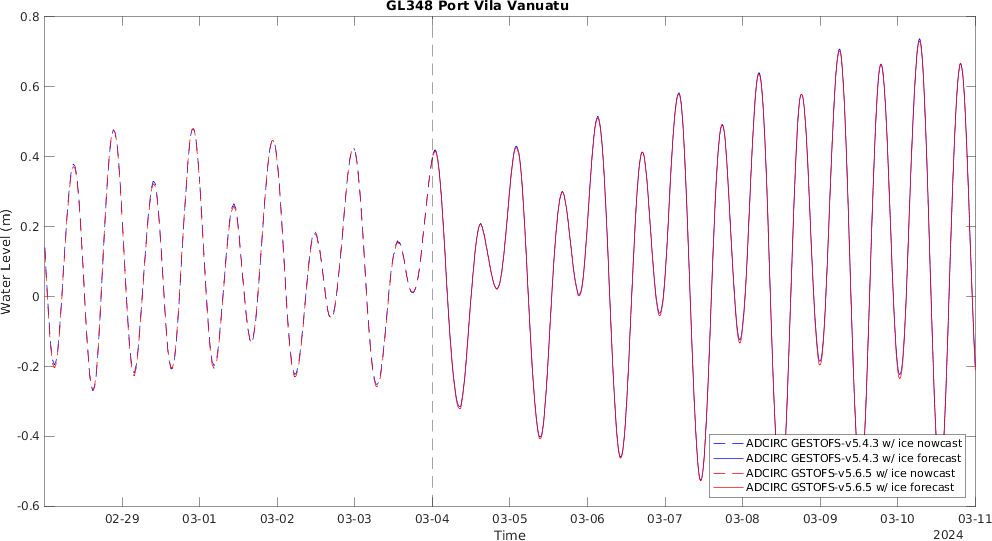 GL348 Port Vila Vanuatu
0.8
0.6
0.4
0.2
0
-0.2
-0.4
-0.6
Water Level (m)
ADCIRC GESTOFS-v5.4.3 w/ ice nowcast
ADCIRC GESTOFS-v5.4.3 w/ ice forecast
ADCIRC GSTOFS-v5.6.5 w/ ice nowcast
ADCIRC GSTOFS-v5.6.5 w/ ice forecast
02-29 03-01 03-02 03-03 03-04 03-05 03-06 03-07 03-08 03-09 03-10 03-11
Time
2024